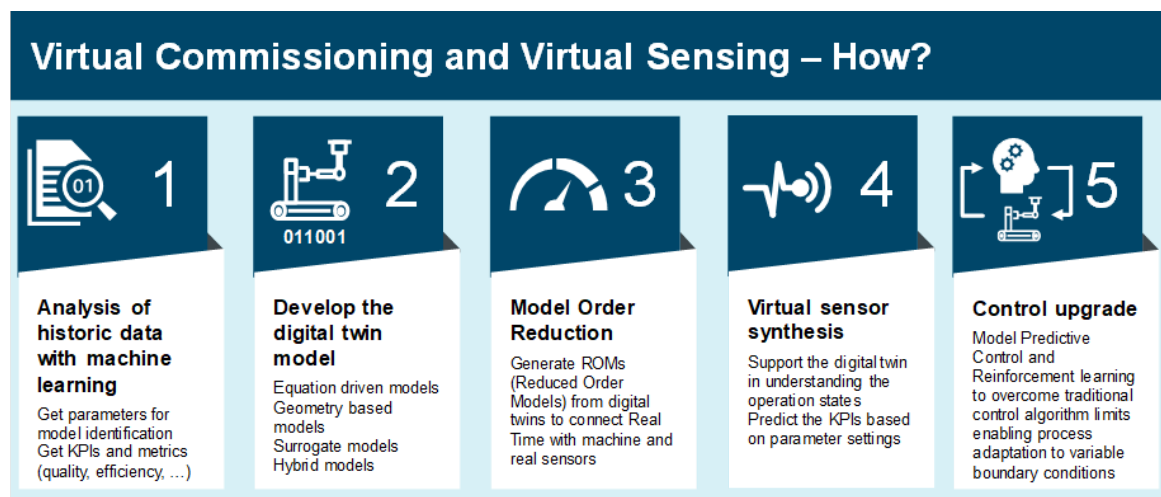 Virtual Commissioning and Virtual Sensing – How?
01
1
Analysis of
historic data
with machine
learning
Get parameters for
model identification
Get KPIs and metrics
(quality, efficiency, …)
2
011001
Develop the
digital twin
model
Equation driven models
Geometry based
models
Surrogate models
Hybrid models
3
Model Order
Reduction
Generate ROMs
(Reduced Order
Models) from digital
twins to connect Real
Time with machine and
real sensors
4
Virtual sensor
synthesis
Support the digital twin
in understanding the
operation states
Predict the KPIs based
on parameter settings
5
Control upgrade
Model Predictive
Control and
Reinforcement learning
to overcome traditional
control algorithm limits
enabling process
adaptation to variable
boundary conditions